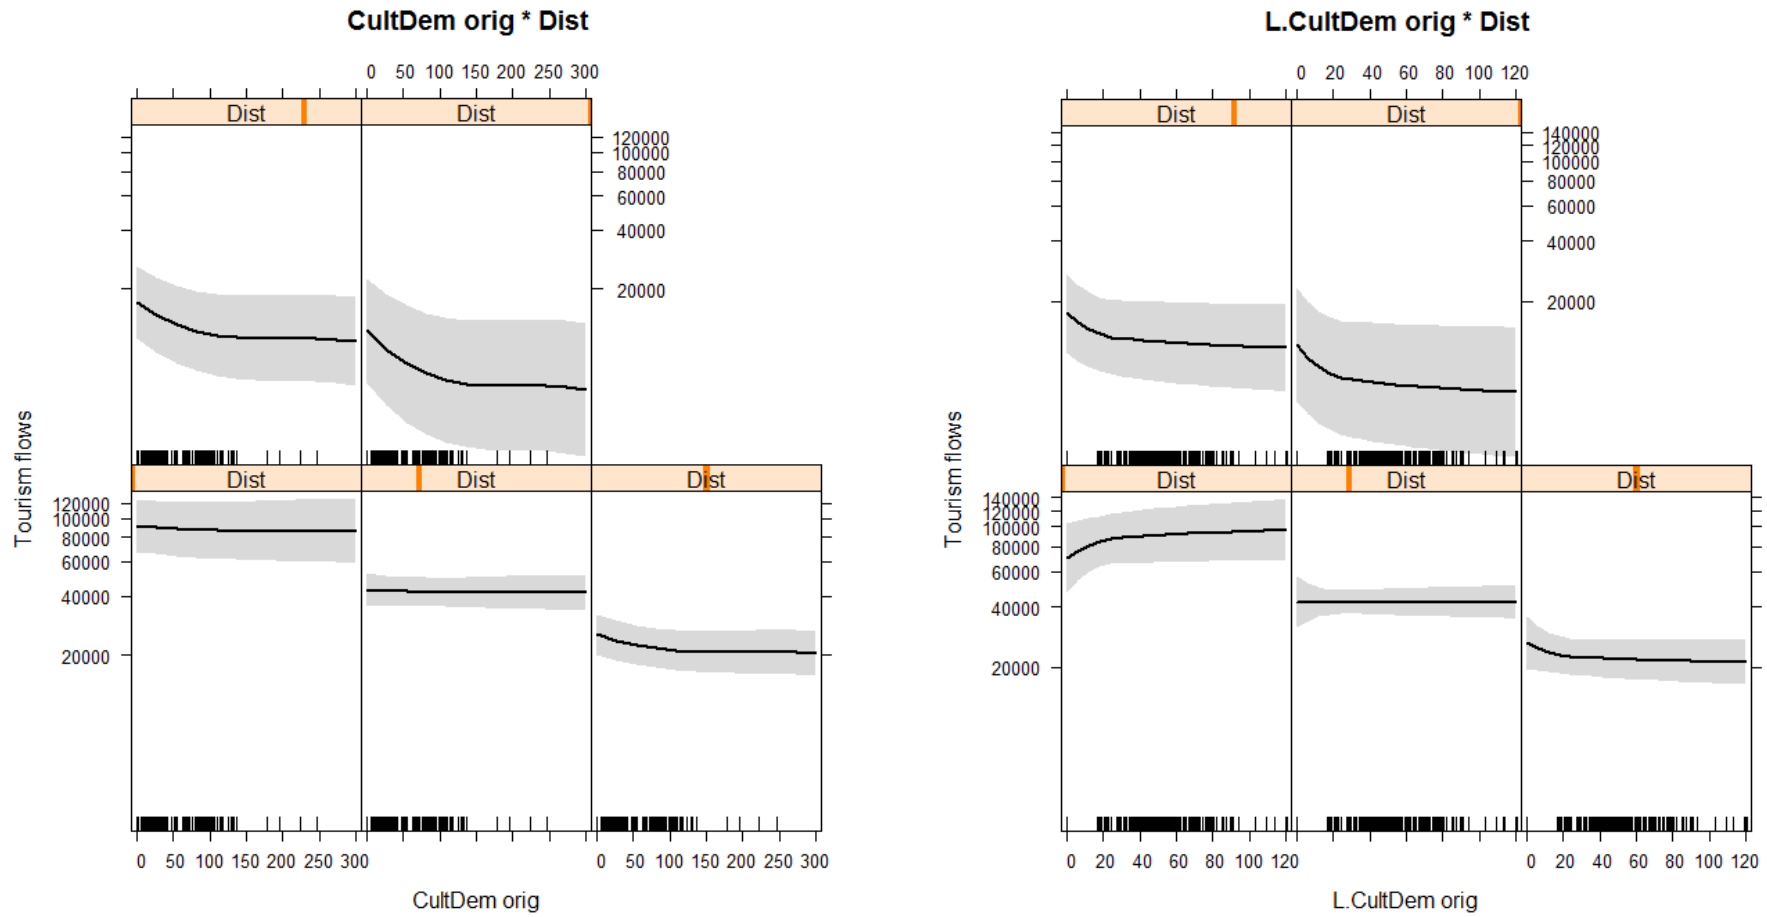 CultDem orig * Dist
0 50 100 150 200 250 300
Dist Dist
120000
100000
80000
60000
40000
20000
Dist Dist Dist
120000
100000
80000
60000
40000
20000
Tourism flows
0 50 100 150 200 250 300 0 50 100 150 200 250 300
CultDem orig
L.CultDem orig * Dist
0 20 40 60 80 100 120
Dist Dist
140000
120000
100000
80000
60000
40000
20000
Dist Dist Dist
140000
120000
100000
80000
60000
40000
20000
Tourism flows
0 20 40 60 80 100 120 0 20 40 60 80 100 120
L.CultDem orig